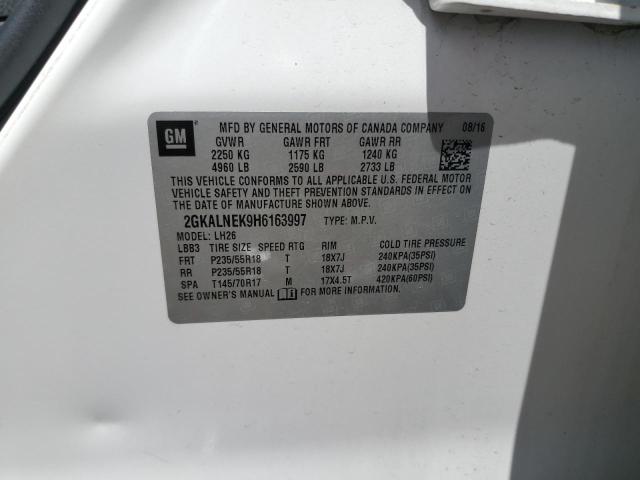 GM
MFD BY GENERAL MOTORS OF CANADA COMPANY 08/16
GVWR GAWR FRT GAWR RR
2250 KG 1175 KG 1240 KG
4960 LB 2590 LB 2733 LB
THIS VEHICLE CONFORMS TO ALL APPLICABLE U.S. FEDERAL MOTOR
VEHICLE SAFETY AND THEFT PREVENTION STANDARDS IN EFFECT ON
THE DATE OF MANUFACTURE SHOWN ABOVE.
2GKALNEK9H6163997 TYPE: M.P.V.
MODEL: LH26
LBB3 TIRE SIZE SPEED RTG RIM COLD TIRE PRESSURE
FRT P235/55R18 T 18X7J 240KPA(35PSI)
RR P235/55R18 T 18X7J 240KPA(35PSI)
SPA T145/70R17 M 17X4.5T 420KPA(60PSI)
SEE OWNER'S MANUAL FOR MORE INFORMATION.